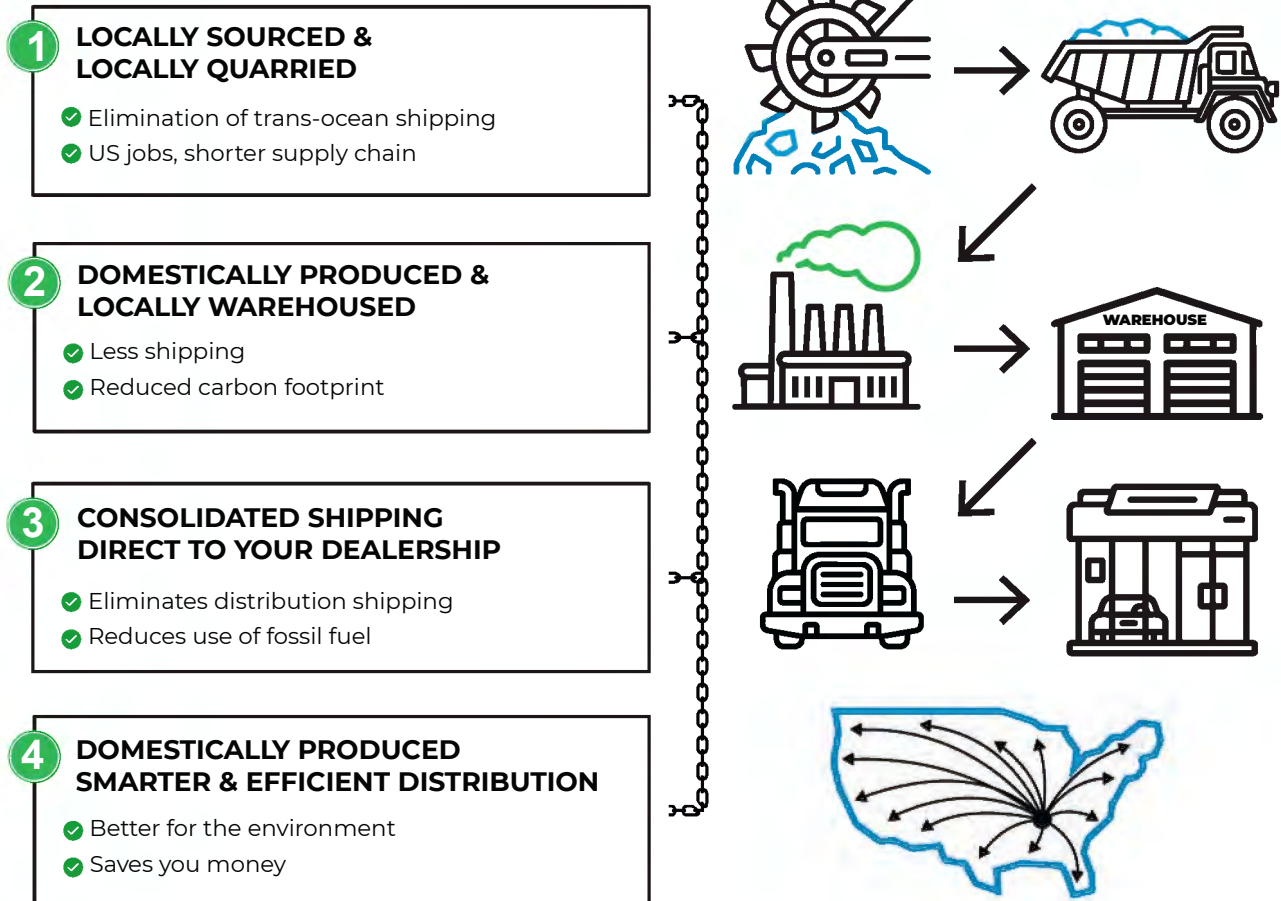 1
LOCALLY SOURCED &
LOCALLY QUARRIED
Elimination of trans-ocean shipping
US jobs, shorter supply chain
2
DOMESTICALLY PRODUCED &
LOCALLY WAREHOUSED
Less shipping
Reduced carbon footprint
WAREHOUSE
3
CONSOLIDATED SHIPPING
DIRECT TO YOUR DEALERSHIP
Eliminates distribution shipping
Reduces use of fossil fuel
4
DOMESTICALLY PRODUCED
SMARTER & EFFICIENT DISTRIBUTION
Better for the environment
Saves you money